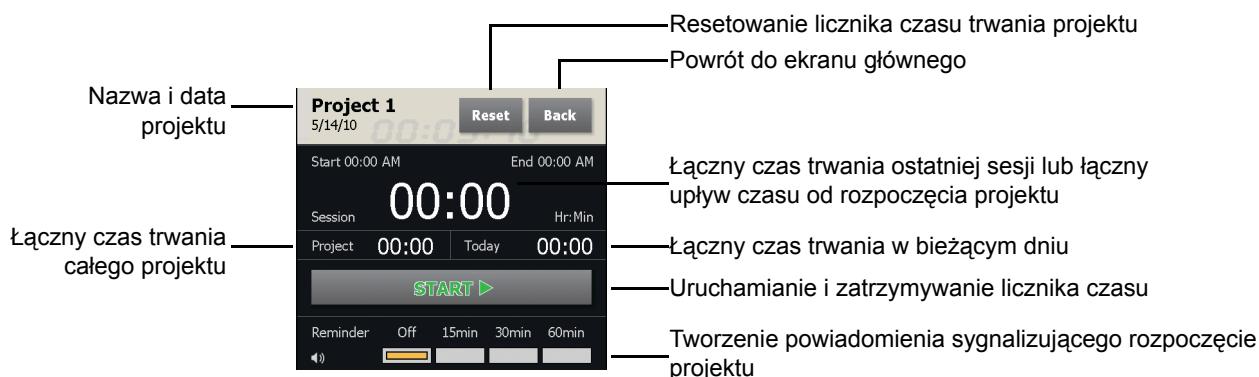 Resetowanie licznika czasu trwania projektu
Powrót do ekranu głównego
Nazwa i data
projektu
Project 1
5/14/10
Reset
Back
Start 00:00 AM
End 00:00 AM
Łączny czas trwania ostatniej sesji lub łączny
upływ czasu od rozpoczęcia projektu
Session
00:00
Hr:Min
Łączny czas trwania
całego projektu
Project 00:00
Today 00:00
Łączny czas trwania w bieżącym dniu
START
Uruchamianie i zatrzymywanie licznika czasu
Reminder Off 15min 30min 60min
Tworzenie powiadomienia sygnalizującego rozpoczęcie
projektu